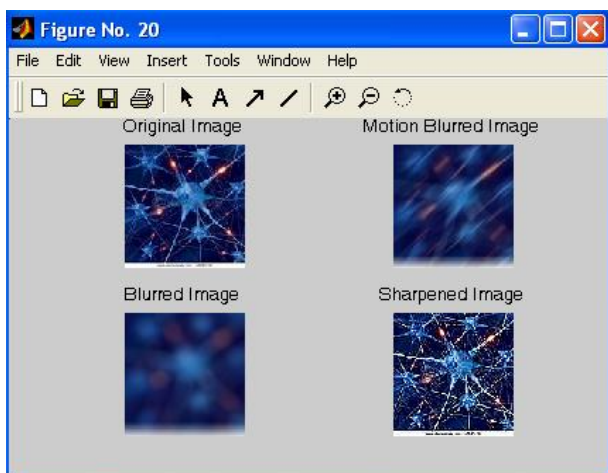 Figure No. 20
File Edit View Insert Tools Window Help
A
Original Image
Motion Blurred Image
Blurred Image
Sharpened Image